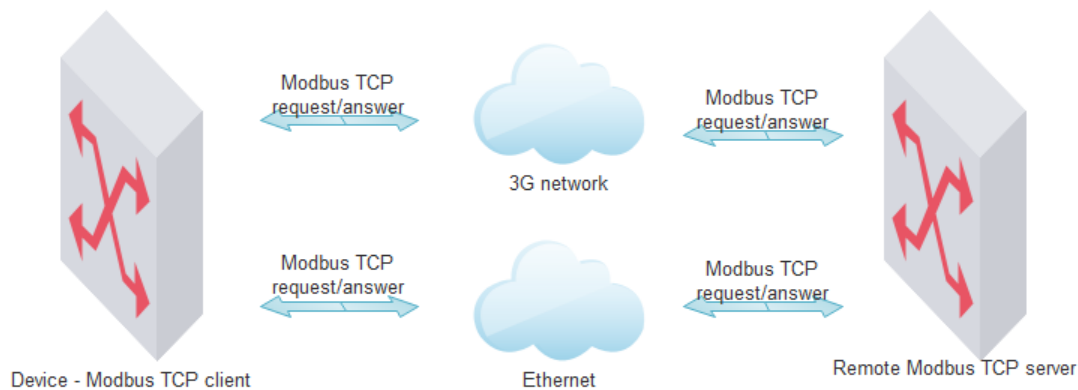 Modbus TCP
request/answer
Modbus TCP
request/answer
3G network
Modbus TCP
request/answer
Modbus TCP
request/answer
Device - Modbus TCP client
Ethernet
Remote Modbus TCP server